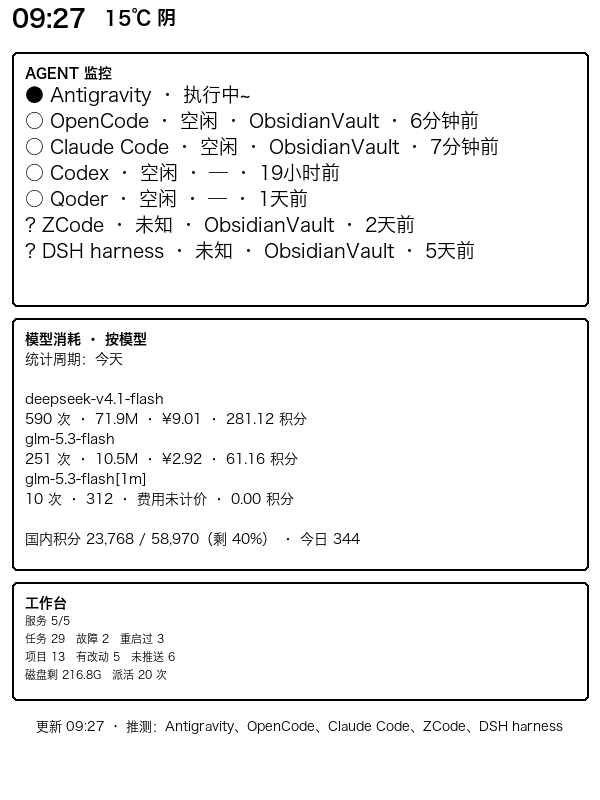 09:27 15℃ 阴
AGENT 监控
● Antigravity · 执行中~
○ OpenCode · 空闲 · ObsidianVault · 6分钟前
○ Claude Code · 空闲 · ObsidianVault · 7分钟前
○ Codex · 空闲 · — · 19小时前
○ Qoder · 空闲 · — · 1天前
? ZCode · 未知 · ObsidianVault · 2天前
? DSH harness · 未知 · ObsidianVault · 5天前
模型消耗 · 按模型
统计周期：今天
deepseek-v4.1-flash
590 次 · 71.9M · ¥9.01 · 281.12 积分
glm-5.3-flash
251 次 · 10.5M · ¥2.92 · 61.16 积分
glm-5.3-flash[1m]
10 次 · 312 · 费用未计价 · 0.00 积分
国内积分 23,768 / 58,970（剩 40%） · 今日 344
工作台
服务 5/5
任务 29 故障 2 重启过 3
项目 13 有改动 5 未推送 6
磁盘剩 216.8G 派活 20 次
更新 09:27 · 推测：Antigravity、OpenCode、Claude Code、ZCode、DSH harness